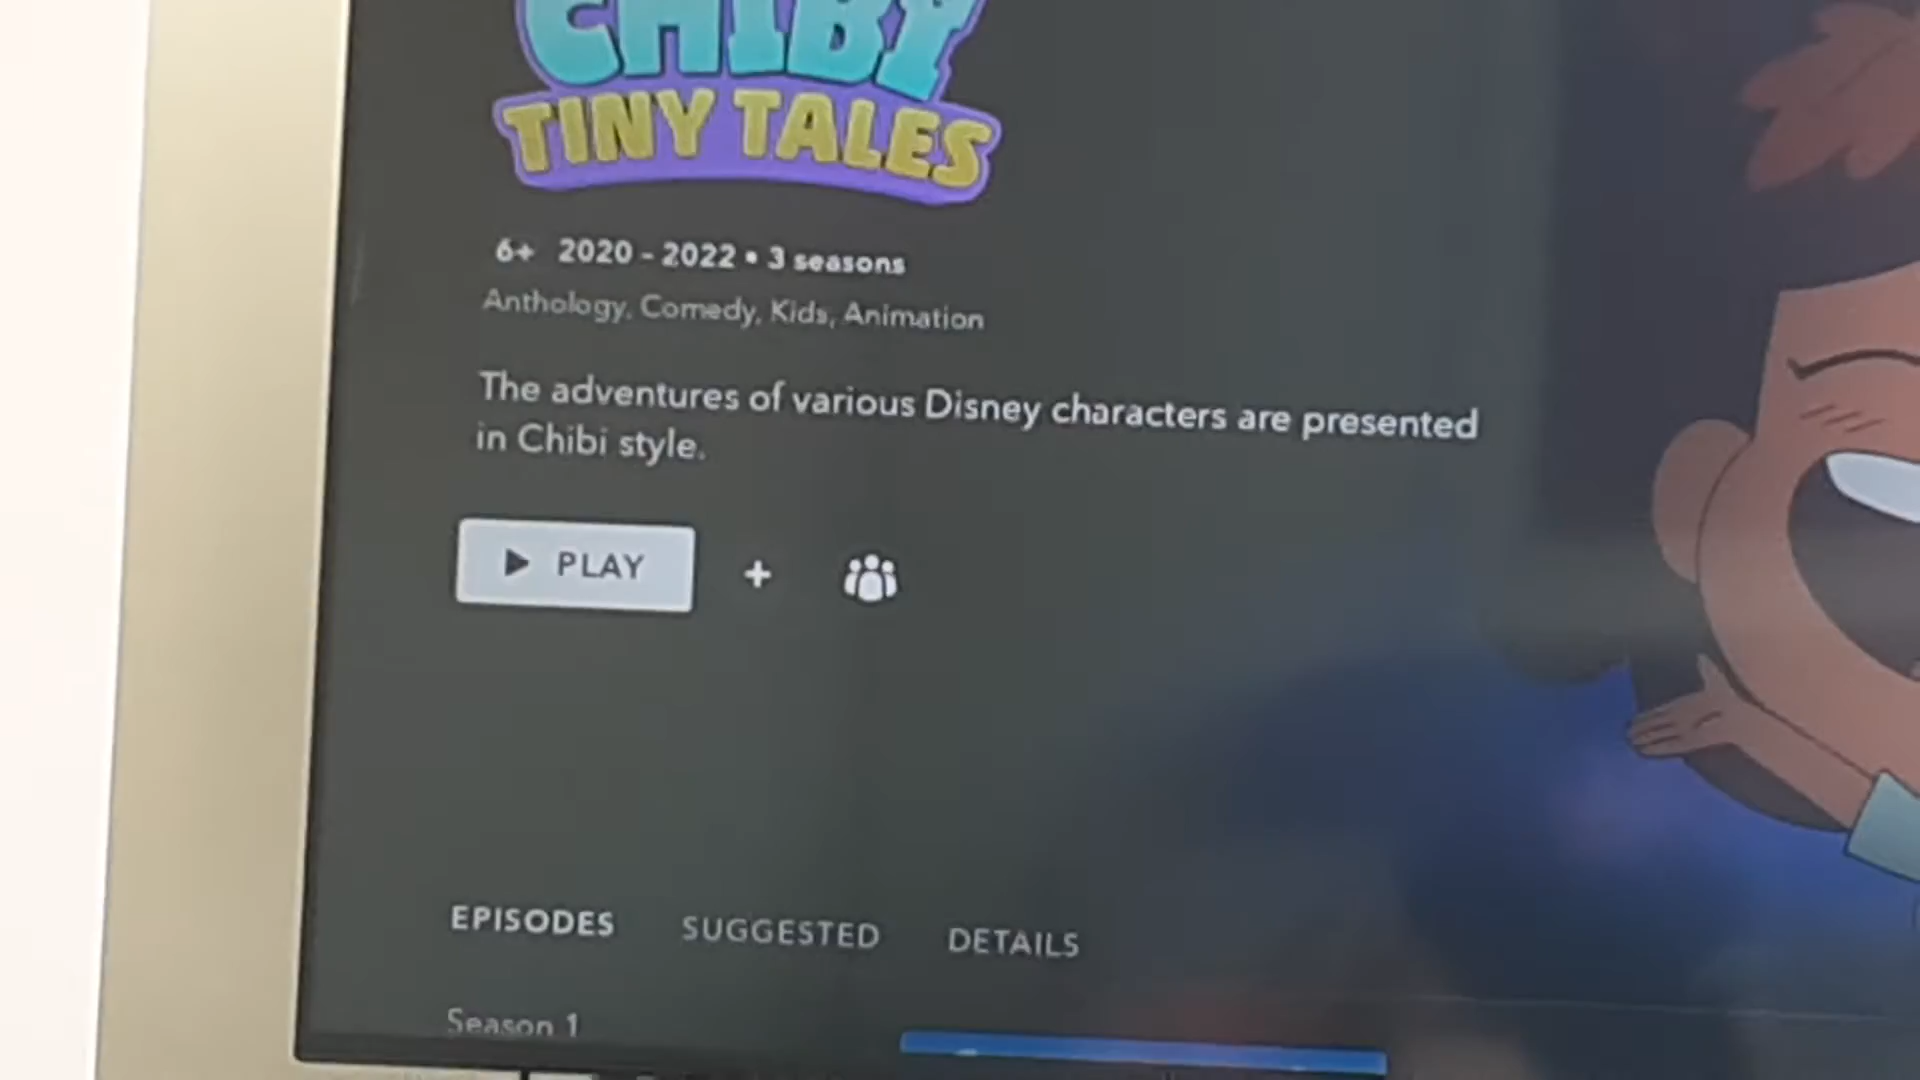 CHIBY
TINY TALES
6+ 2020 - 2022 • 3 seasons
Anthology, Comedy, Kids, Animation
The adventures of various Disney characters are presented
in Chibi style.
PLAY
EPISODES SUGGESTED DETAILS
Season 1